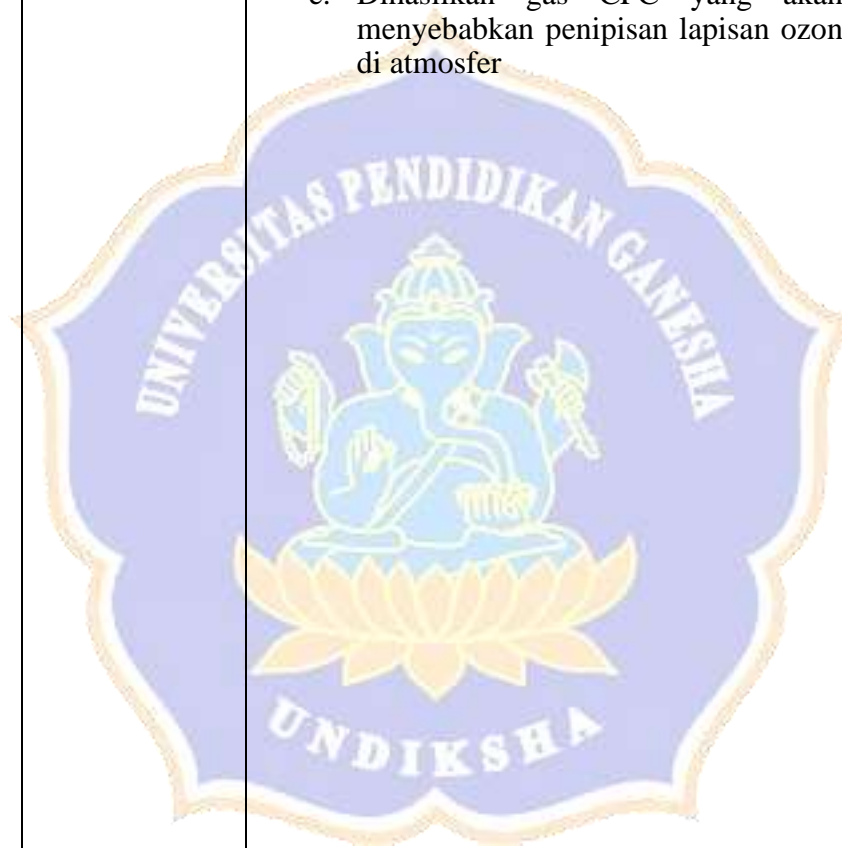 Dihasilkan gas CFC yang akan
menyebabkan penipisan lapisan ozon
di atmosfer
UNIVERSITAS PENDIDIKAN GANESHA
UNDIKSHA